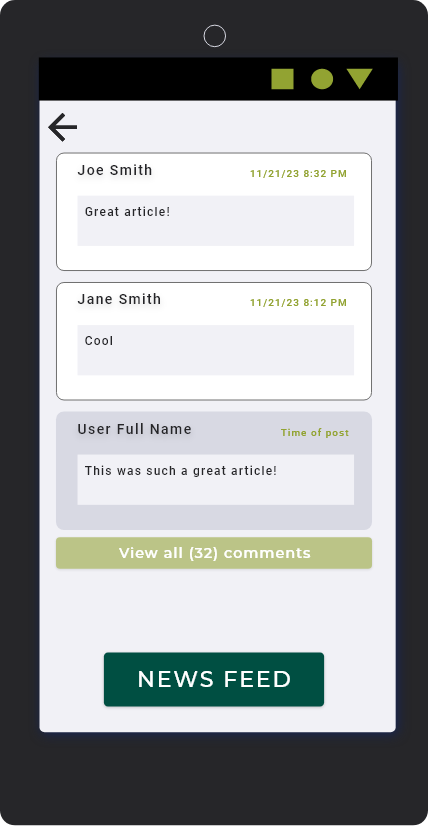 Joe Smith
11/21/23 8:32 PM
Great article!
Jane Smith
11/21/23 8:12 PM
Cool
User Full Name
Time of post
This was such a great article!
View all (32) comments
NEWS FEED